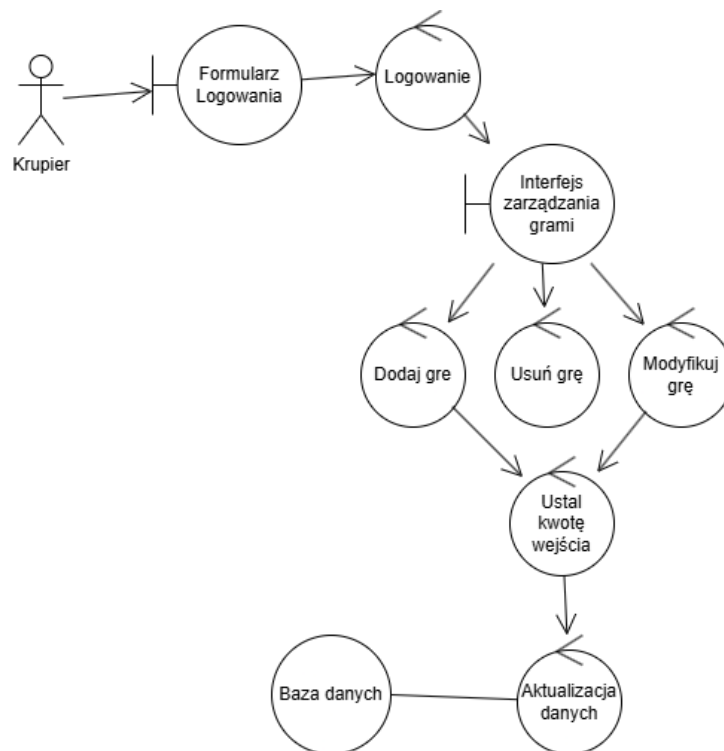 Formularz
Logowania
Logowanie
Krupier
Interfejs
zarządzania
grami
Dodaj gre
Usuń grę
Modyfikuj
grę
Ustal
kwotę
wejścia
Baza danych
Aktualizacja
danych